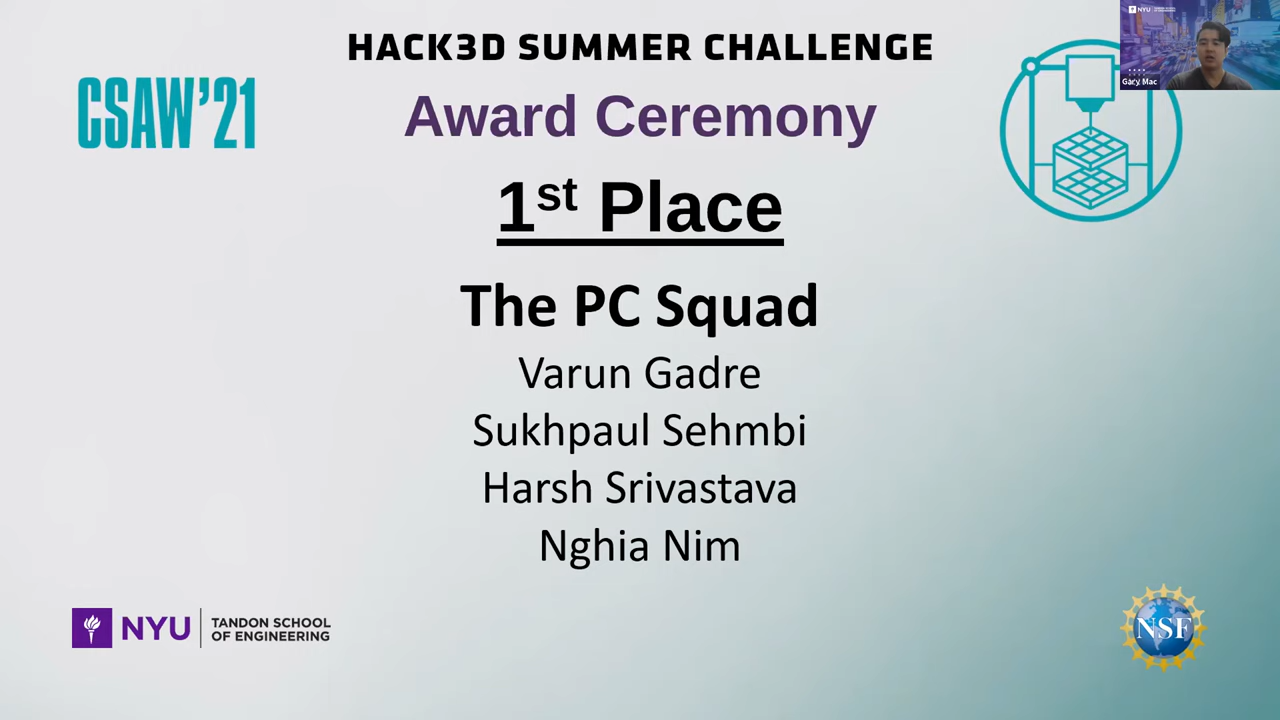 HACK3D SUMMER CHALLENGE
CSAW'21
Award Ceremony
1st Place
The PC Squad
Varun Gadre
Sukhpaul Sehmbi
Harsh Srivastava
Nghia Nim
NYU
TANDON SCHOOL
OF ENGINEERING
NSF
NYU
Gary Mac